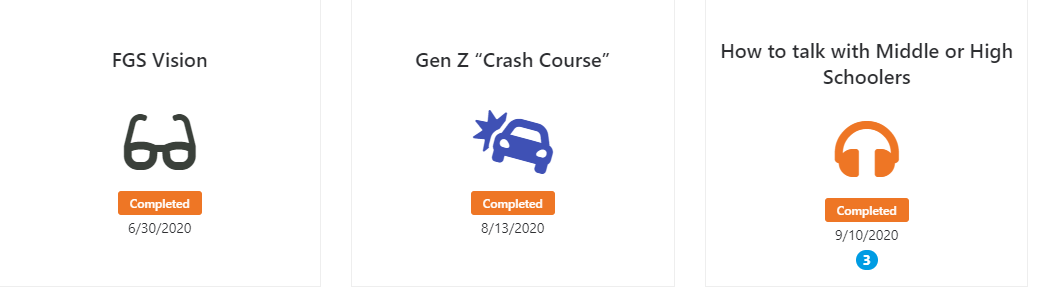 FGS Vision
Completed
6/30/2020
Gen Z “Crash Course”
Completed
8/13/2020
How to talk with Middle or High
Schoolers
Completed
9/10/2020
3